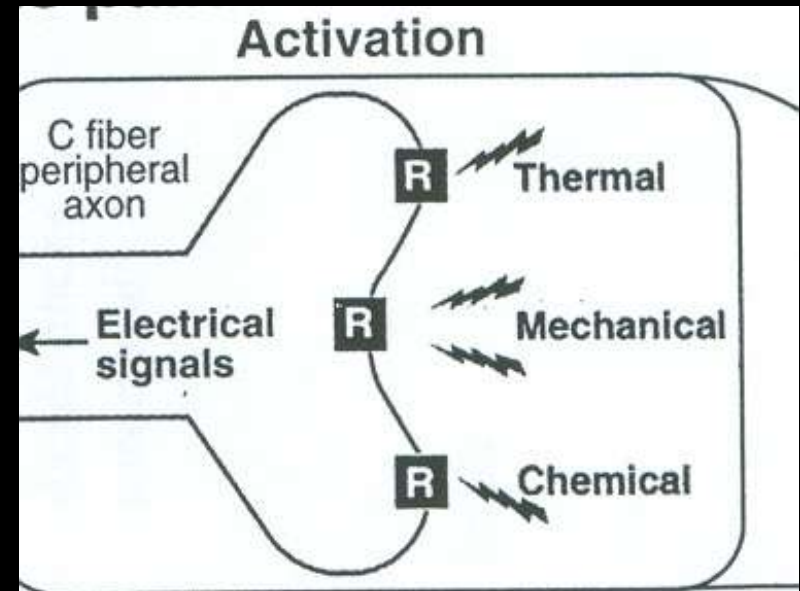 Activation
C fiber
peripheral
axon
R
Thermal
Electrical
signals
R
Mechanical
R
Chemical